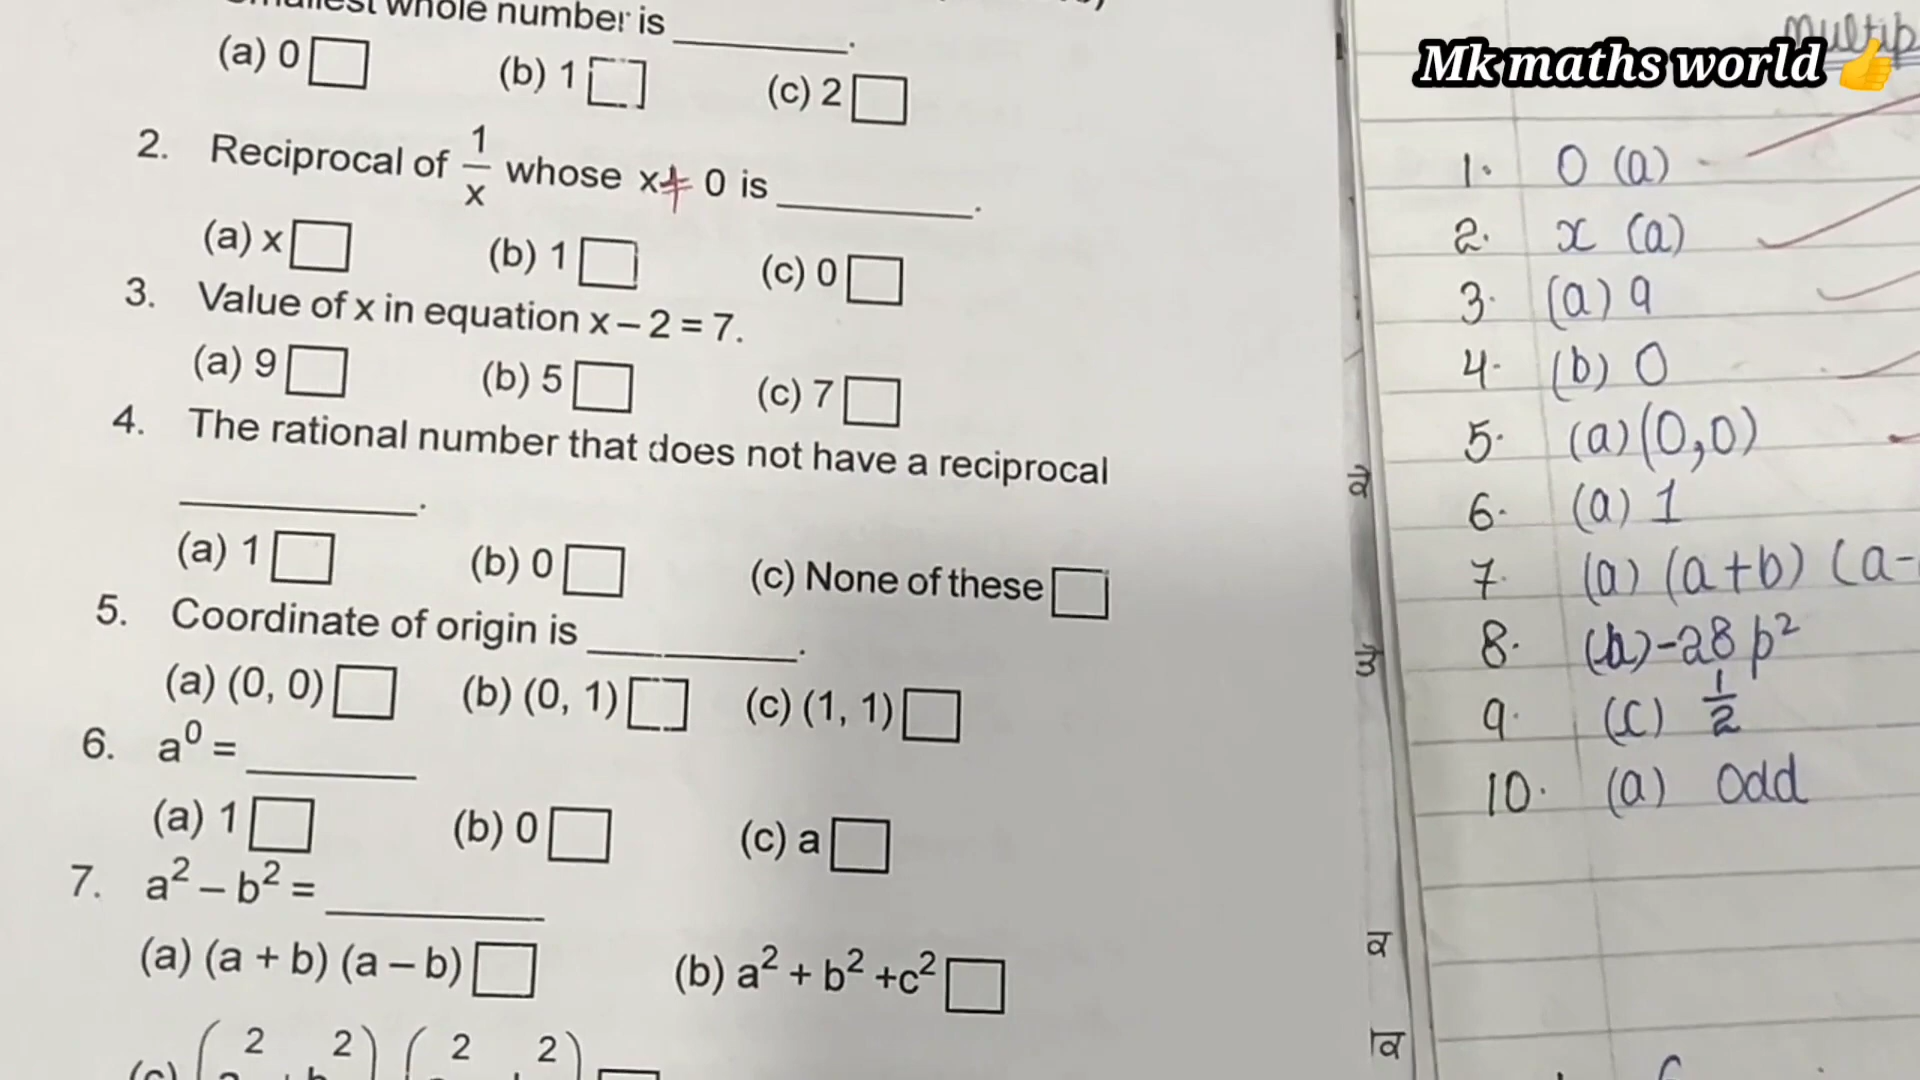 whole number is ________.
(a) 0 (b) 1 (c) 2
2. Reciprocal of 1/x whose x ≠ 0 is ________.
(a) x (b) 1 (c) 0
3. Value of x in equation x – 2 = 7.
(a) 9 (b) 5 (c) 7
4. The rational number that does not have a reciprocal
________.
(a) 1 (b) 0 (c) None of these
5. Coordinate of origin is ________.
(a) (0, 0) (b) (0, 1) (c) (1, 1)
6. a⁰ = ________
(a) 1 (b) 0 (c) a
7. a² – b² = ________
(a) (a + b) (a – b) (b) a² + b² +c²
Mk maths world 👍
1. 0 (a)
2. x (a)
3. (a) 9
4. (b) 0
5. (a) (0,0)
6. (a) 1
7. (a) (a+b) (a-
8. -28p²
9. (c) 1/2
10. (a) Odd